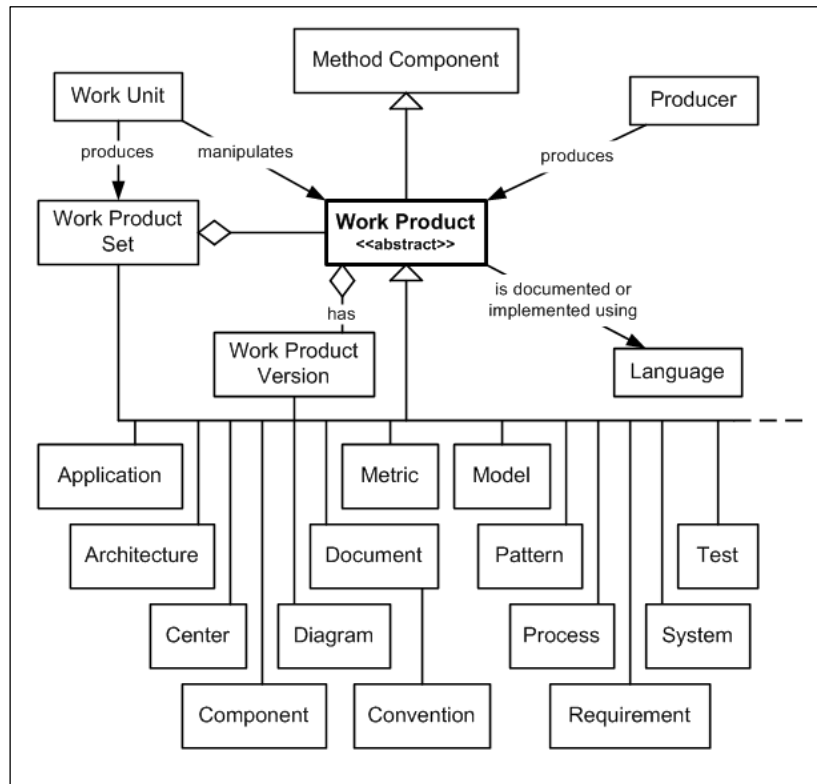 Method Component
Work Unit
Producer
produces
manipulates
produces
Work Product
Set
Work Product
<<abstract>>
is documented or
implemented using
has
Work Product
Version
Language
Application
Metric
Model
Architecture
Document
Pattern
Test
Center
Diagram
Process
System
Component
Convention
Requirement